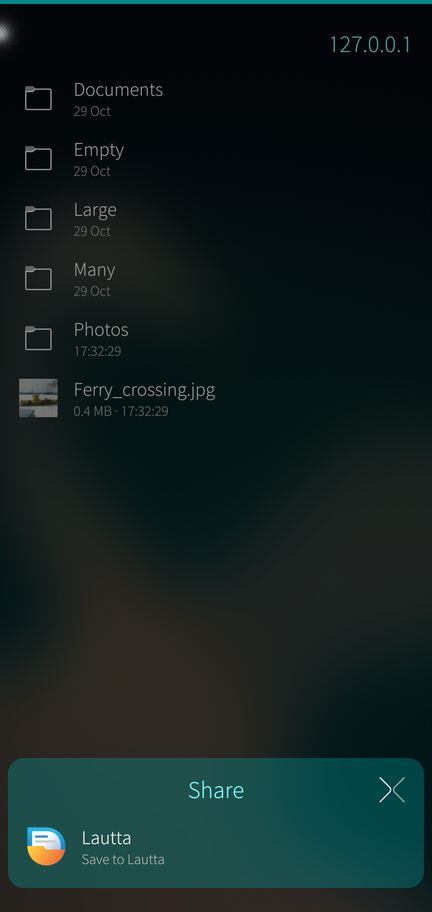 127.0.0.1
Documents
29 Oct
Empty
29 Oct
Large
29 Oct
Many
29 Oct
Photos
17:32:29
Ferry_crossing.jpg
0.4 MB · 17:32:29
Share
Lautta
Save to Lautta